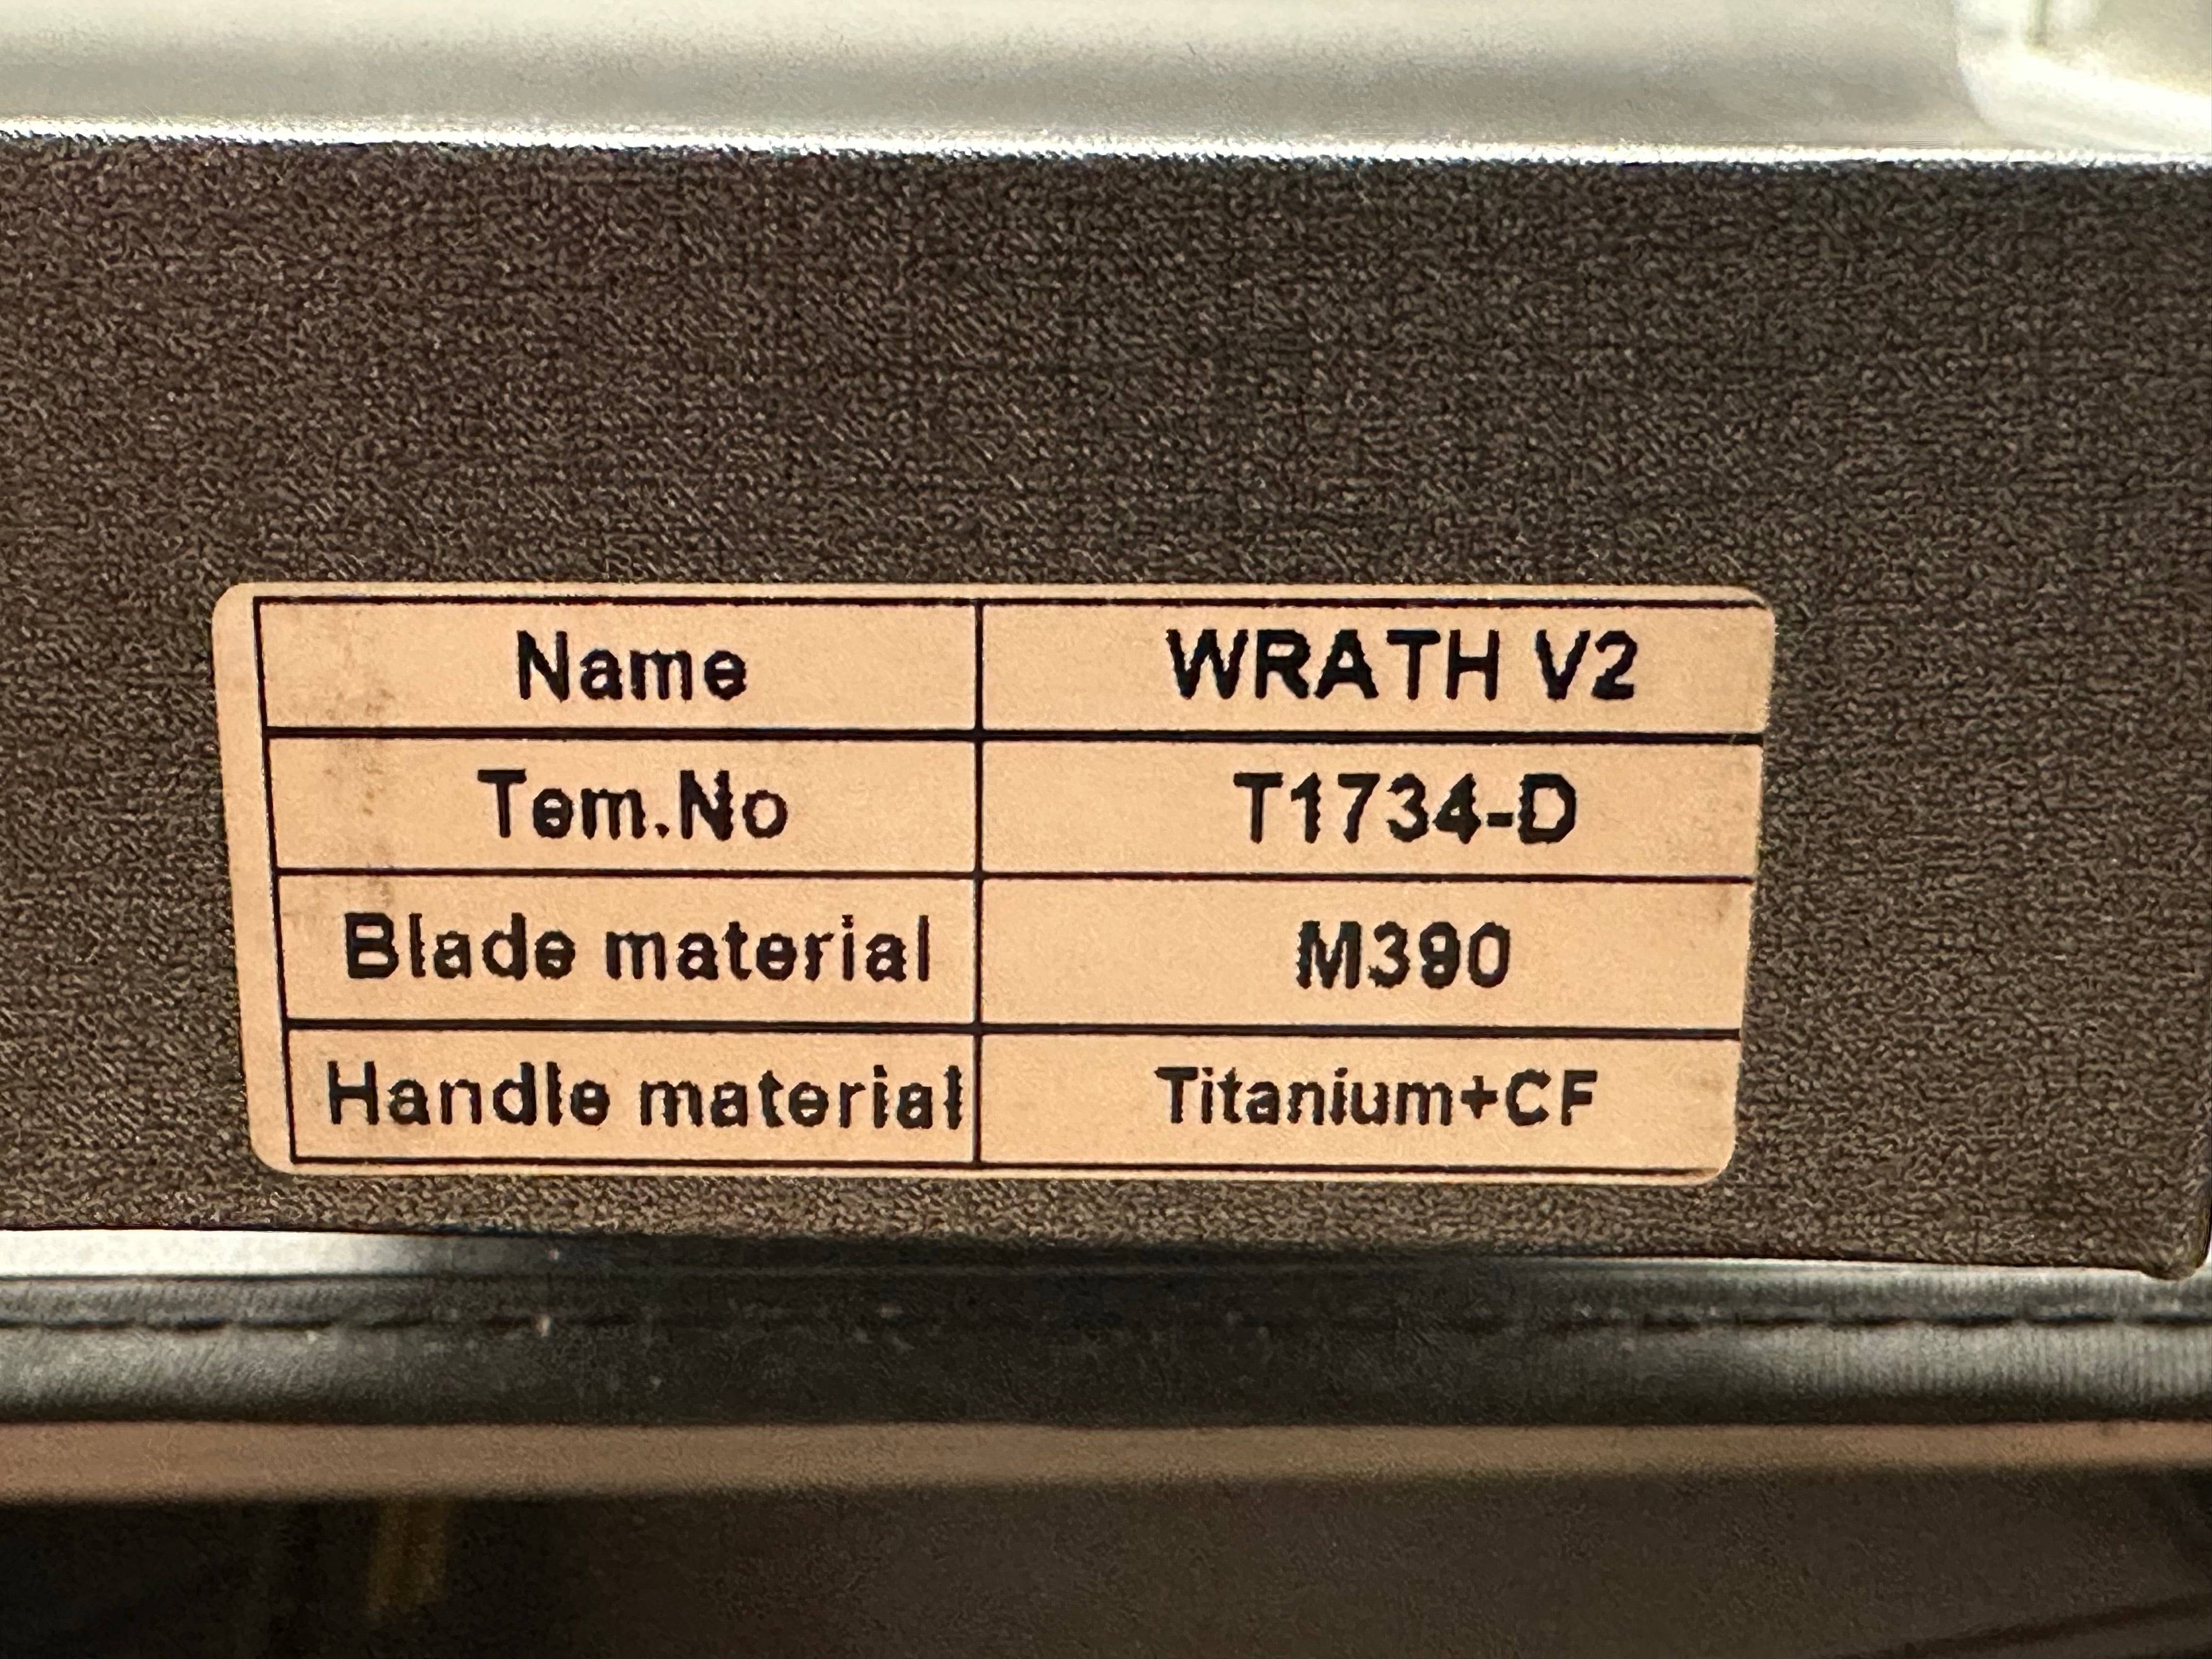 Name WRATH V2
Tem.No T1734-D
Blade material M390
Handle material Titanium+CF